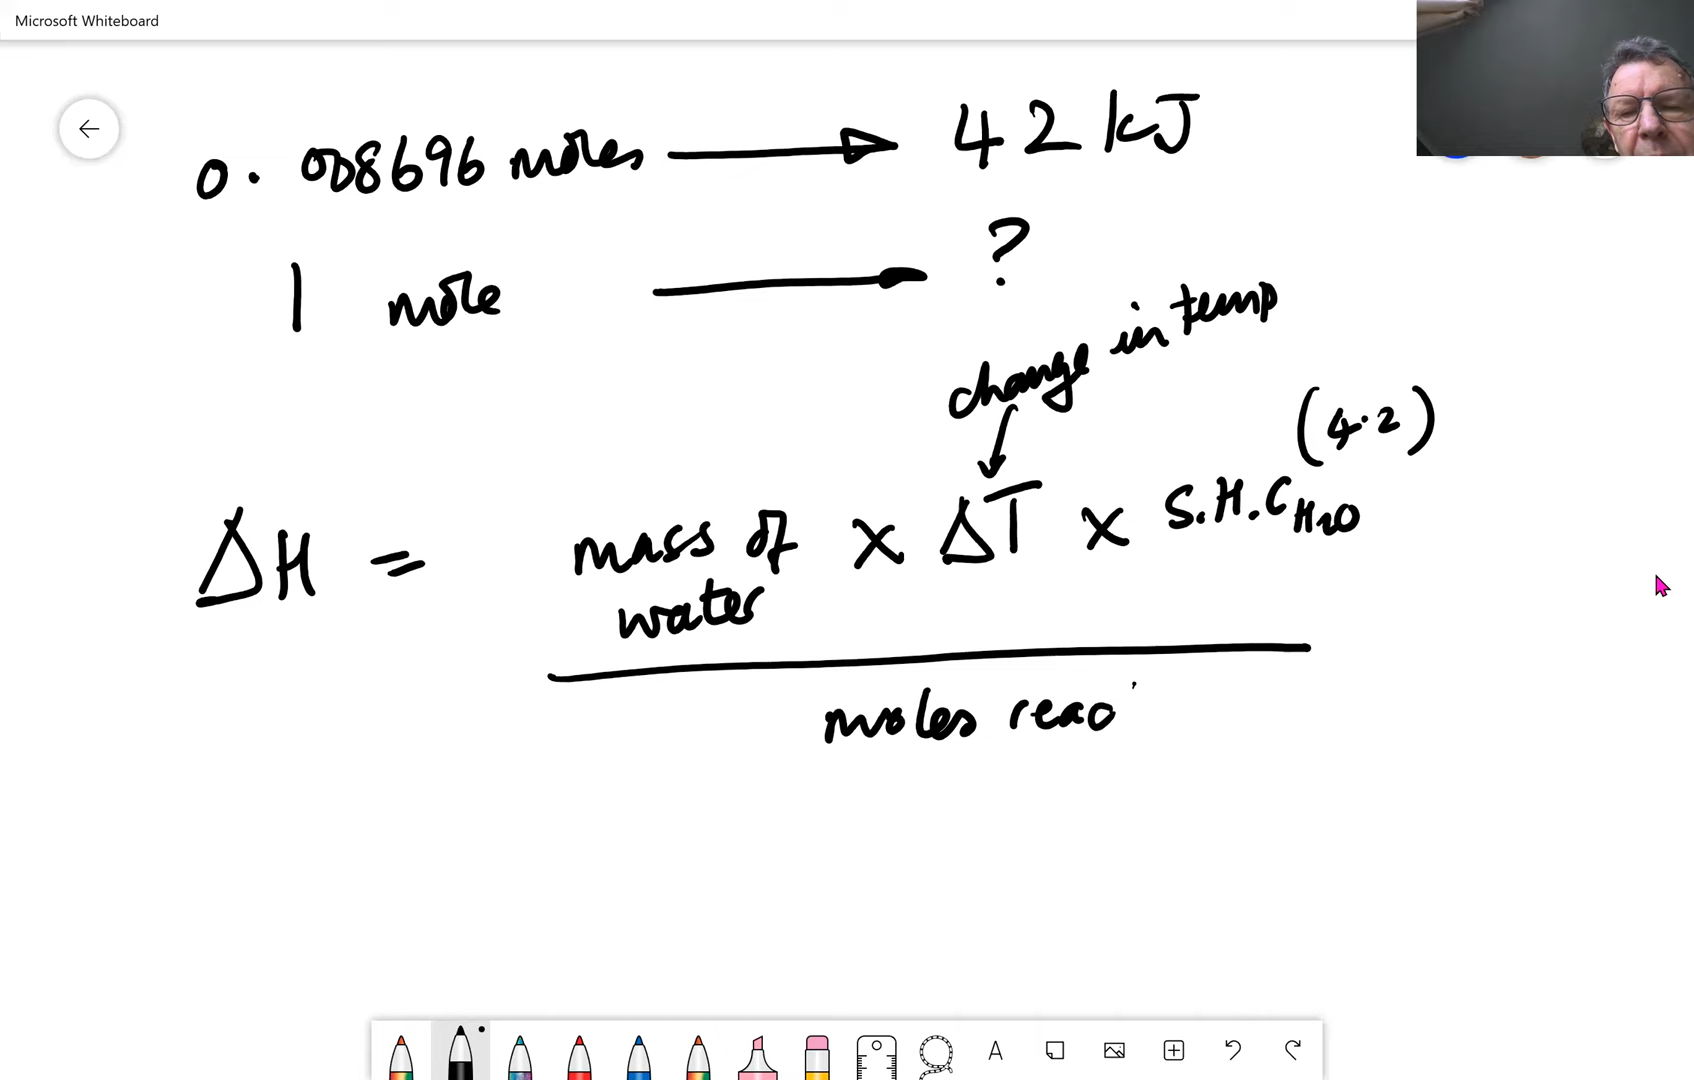 Microsoft Whiteboard
0.008696 moles → 42 kJ
1 mole → ?
change in temp
(4.2)
ΔH = mass of water × ΔT × S.H.C H2O
moles reac
A